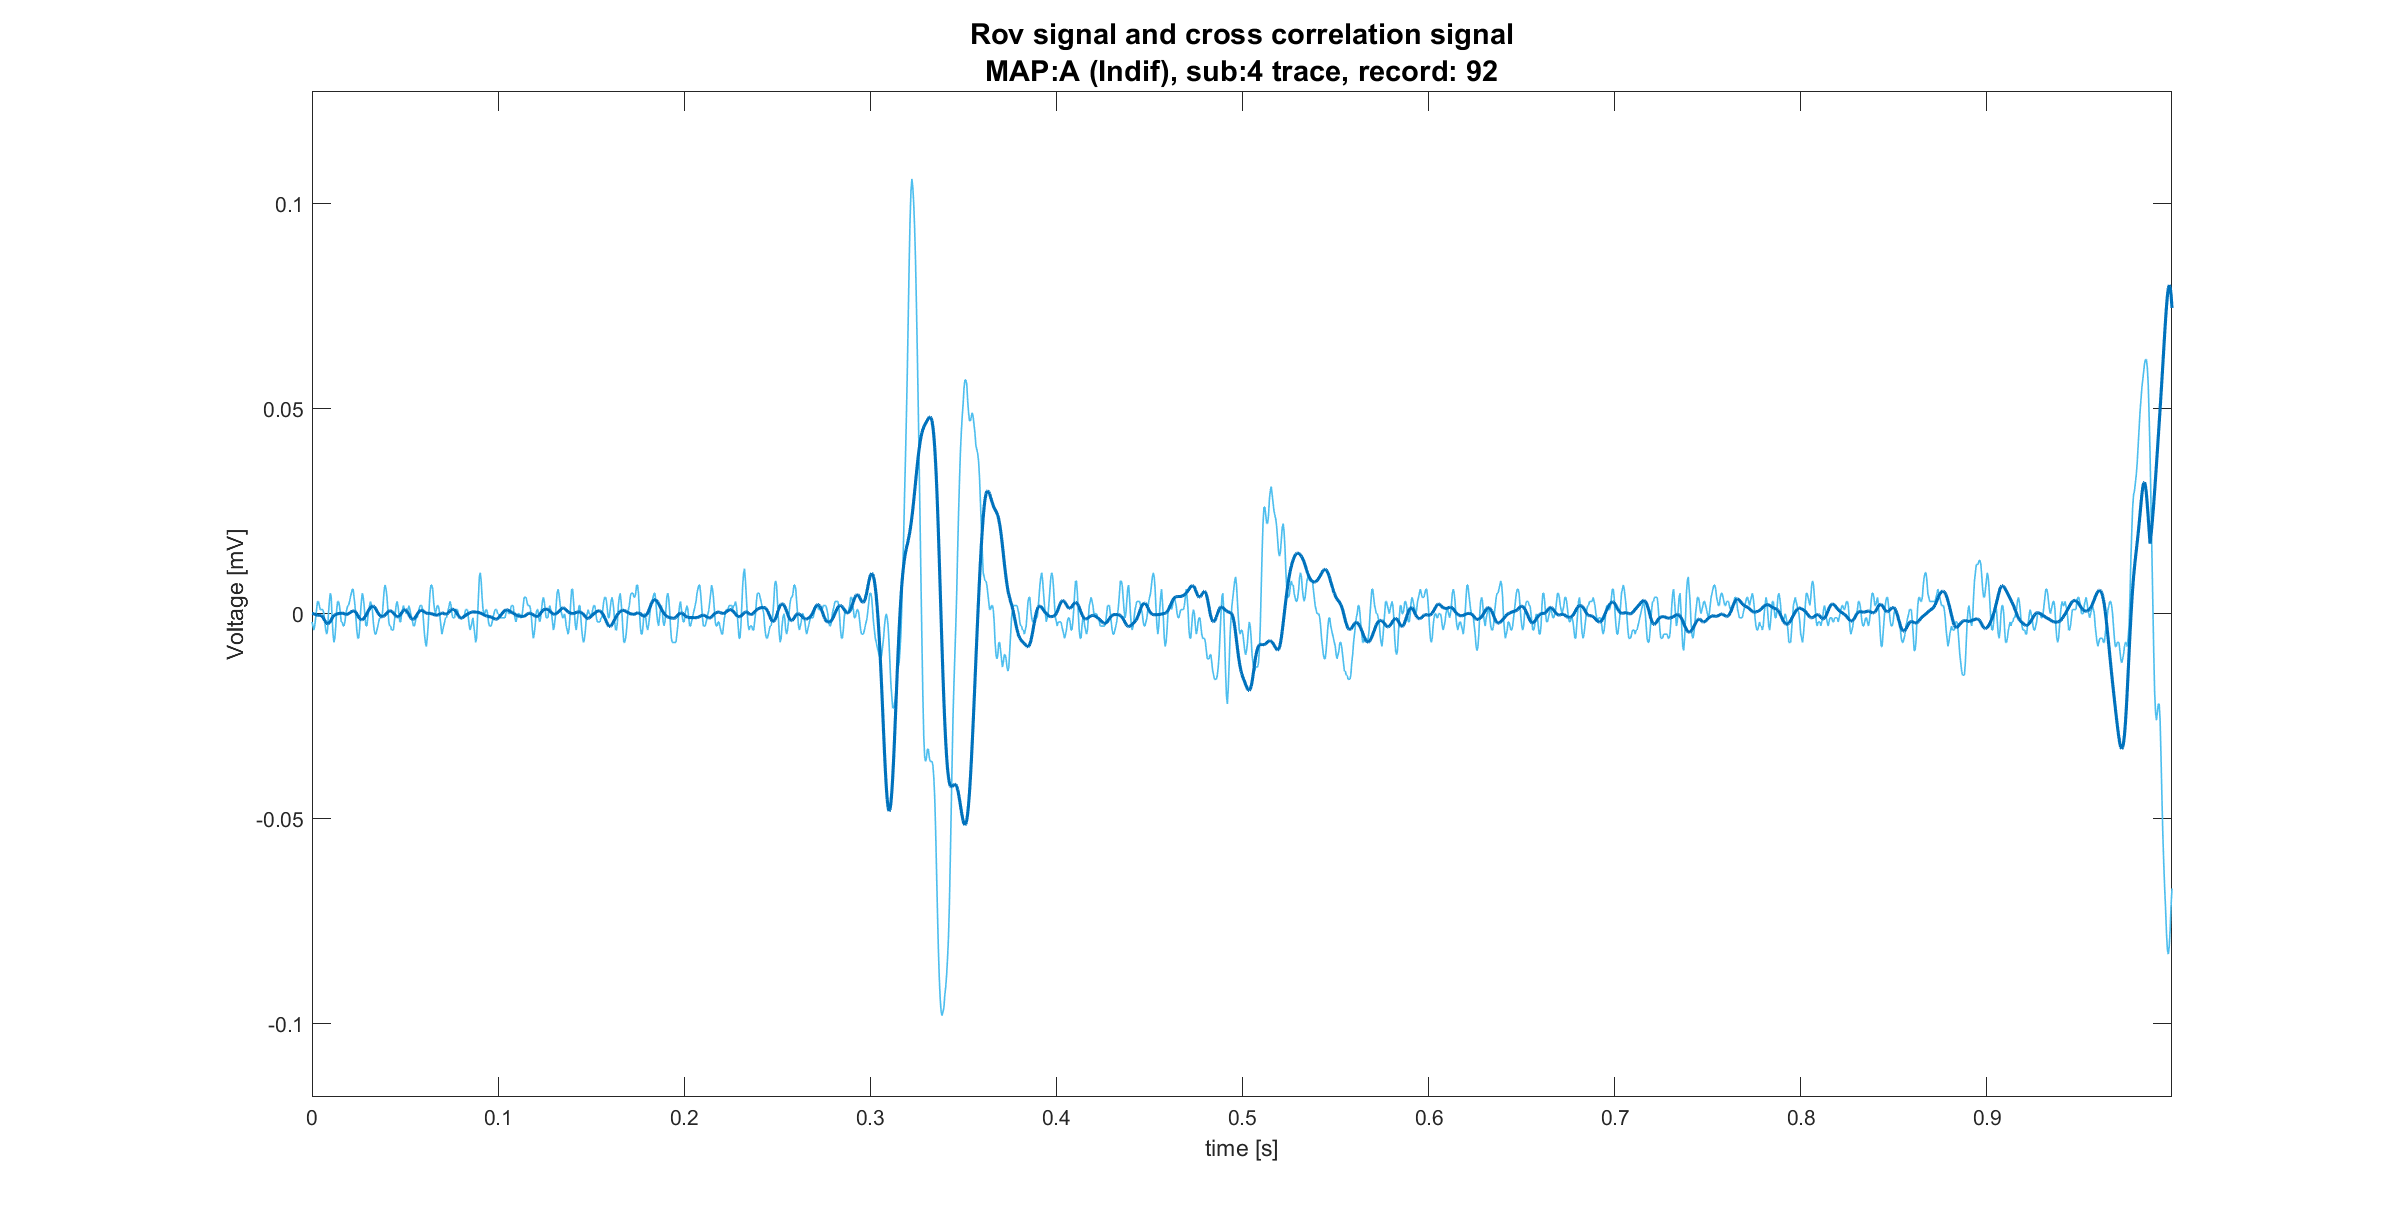 Rov signal and cross correlation signal
MAP:A (Indif), sub:4 trace, record: 92
0.1
0.05
0
-0.05
-0.1
Voltage [mV]
0 0.1 0.2 0.3 0.4 0.5 0.6 0.7 0.8 0.9
time [s]